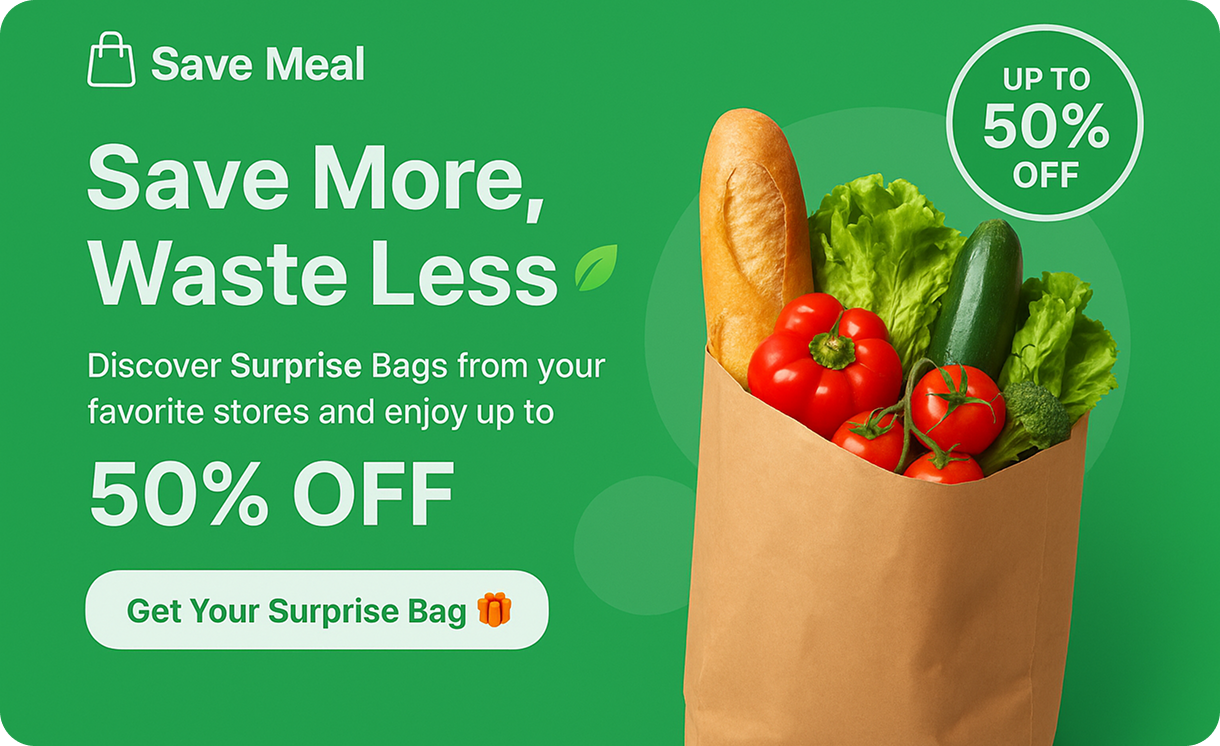 Save Meal
Save More,
Waste Less
Discover Surprise Bags from your
favorite stores and enjoy up to
50% OFF
Get Your Surprise Bag
UP TO
50%
OFF